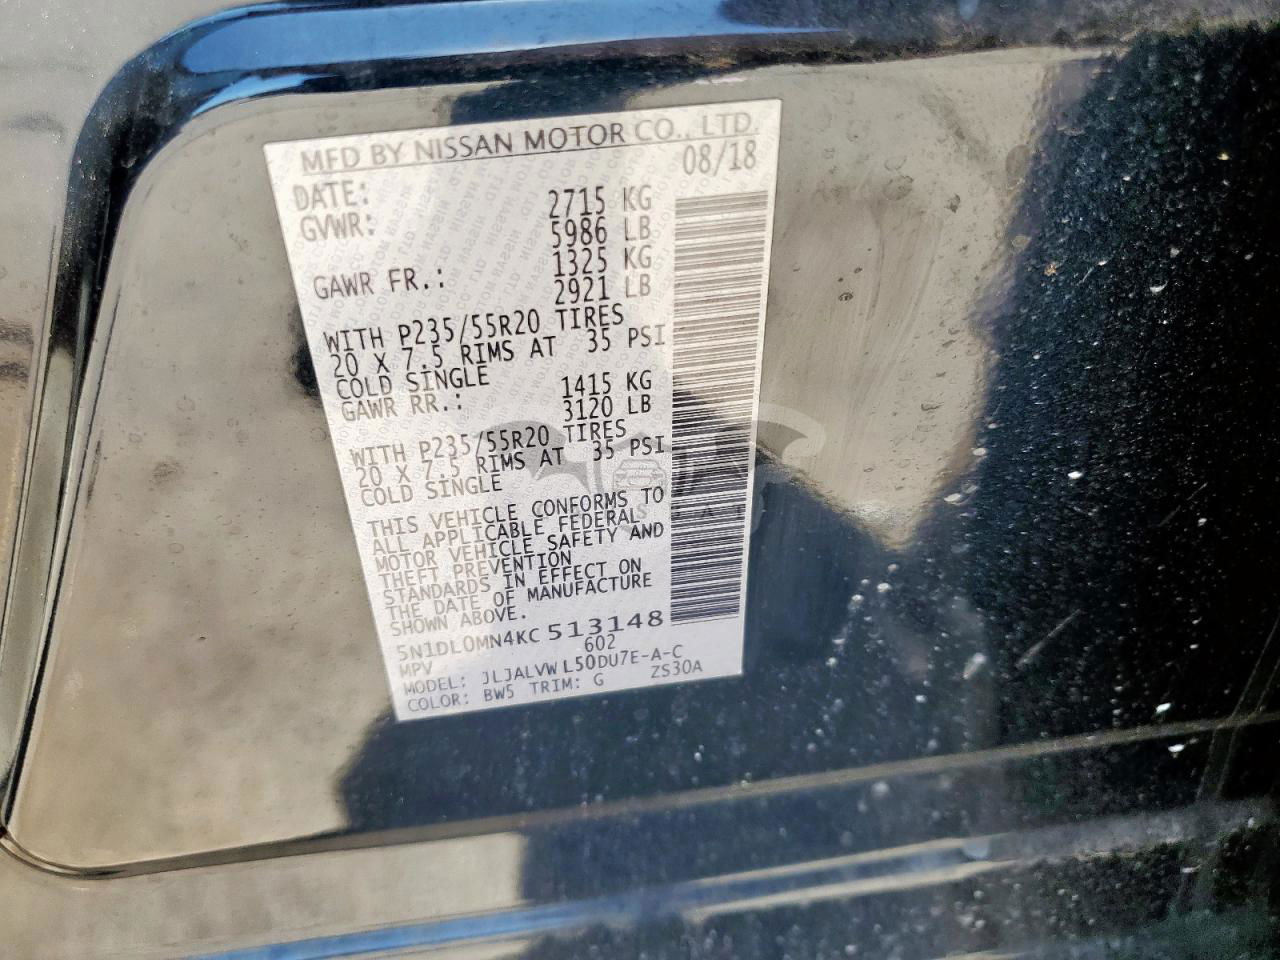 MFD BY NISSAN MOTOR CO., LTD.
DATE: 08/18
GVWR: 2715 KG
5986 LB
GAWR FR.: 1325 KG
2921 LB
WITH P235/55R20 TIRES
20 X 7.5 RIMS AT 35 PSI
COLD SINGLE
GAWR RR.: 1415 KG
3120 LB
WITH P235/55R20 TIRES
20 X 7.5 RIMS AT 35 PSI
COLD SINGLE
THIS VEHICLE CONFORMS TO
ALL APPLICABLE FEDERAL
MOTOR VEHICLE SAFETY AND
THEFT PREVENTION
STANDARDS IN EFFECT ON
THE DATE OF MANUFACTURE
SHOWN ABOVE.
5N1DL0MN4KC 513148
MPV 602
MODEL: JLJALVW L50DU7E-A-C
COLOR: BW5 TRIM: G ZS30A